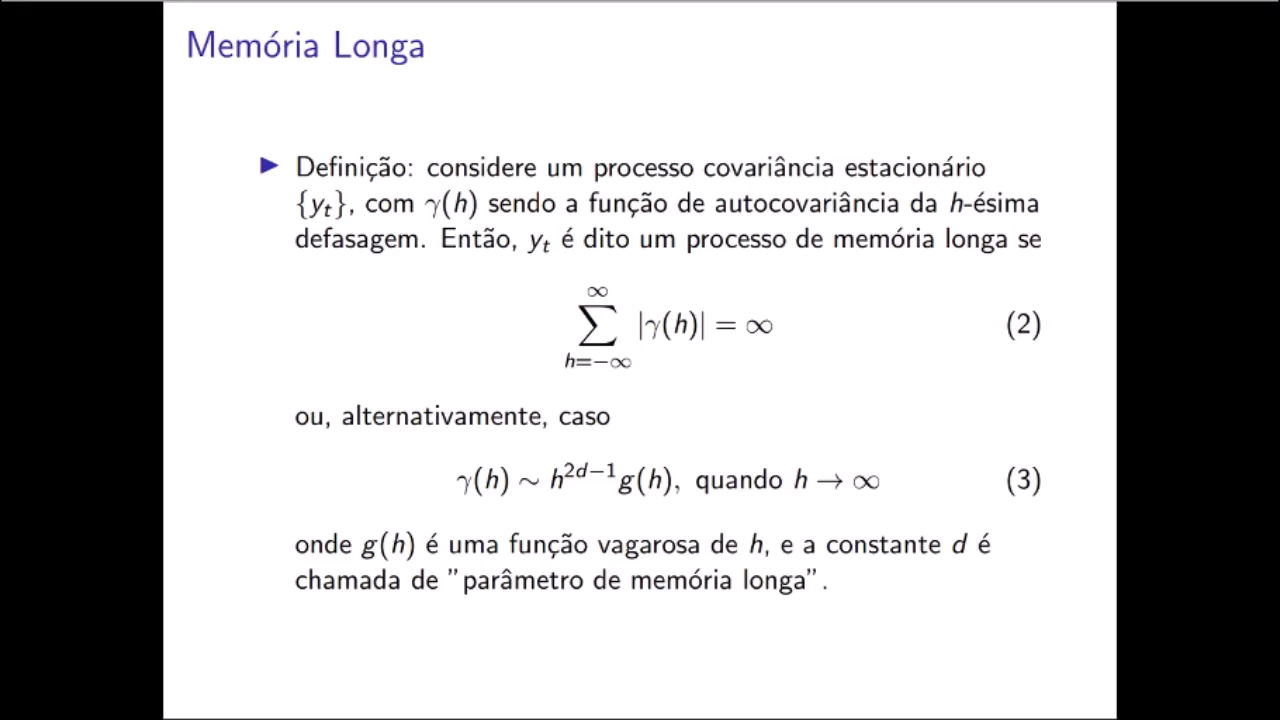 Memória Longa
▶ Definição: considere um processo covariância estacionário
{y_t}, com γ(h) sendo a função de autocovariância da h-ésima
defasagem. Então, y_t é dito um processo de memória longa se
∑_{h=−∞}^{∞} |γ(h)| = ∞ (2)
ou, alternativamente, caso
γ(h) ∼ h^{2d−1}g(h), quando h → ∞ (3)
onde g(h) é uma função vagarosa de h, e a constante d é
chamada de ”parâmetro de memória longa”.